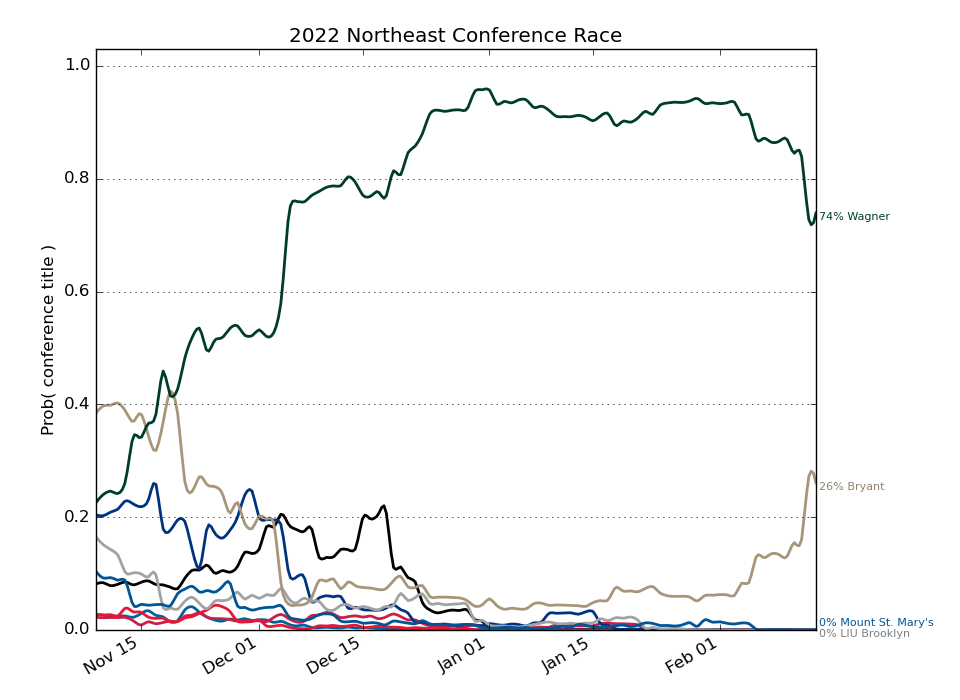 2022 Northeast Conference Race
Prob( conference title )
1.0
0.8
0.6
0.4
0.2
0.0
74% Wagner
26% Bryant
0% Mount St. Mary's
0% LIU Brooklyn
Nov 15
Dec 01
Dec 15
Jan 01
Jan 15
Feb 01